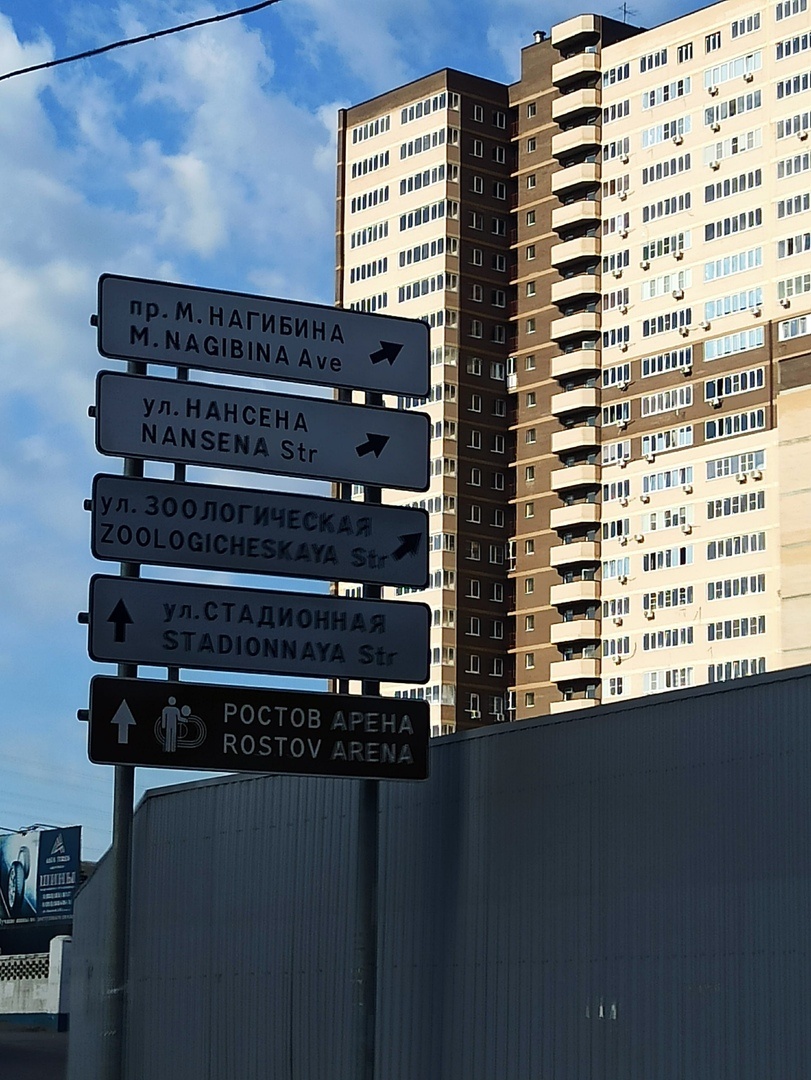 пр. М. НАГИБИНА
M. NAGIBINA Ave
ул. НАНСЕНА
NANSENA Str
ул. ЗООЛОГИЧЕСКАЯ
ZOOLOGICHESKAYA Str
ул. СТАДИОННАЯ
STADIONNAYA Str
РОСТОВ АРЕНА
ROSTOV ARENA
ШИНЫ